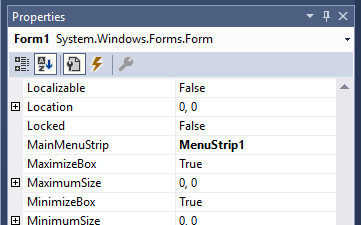 Properties
Form1 System.Windows.Forms.Form
Localizable False
Location 0, 0
Locked False
MainMenuStrip MenuStrip1
MaximizeBox True
MaximumSize 0, 0
MinimizeBox True
MinimumSize 0, 0